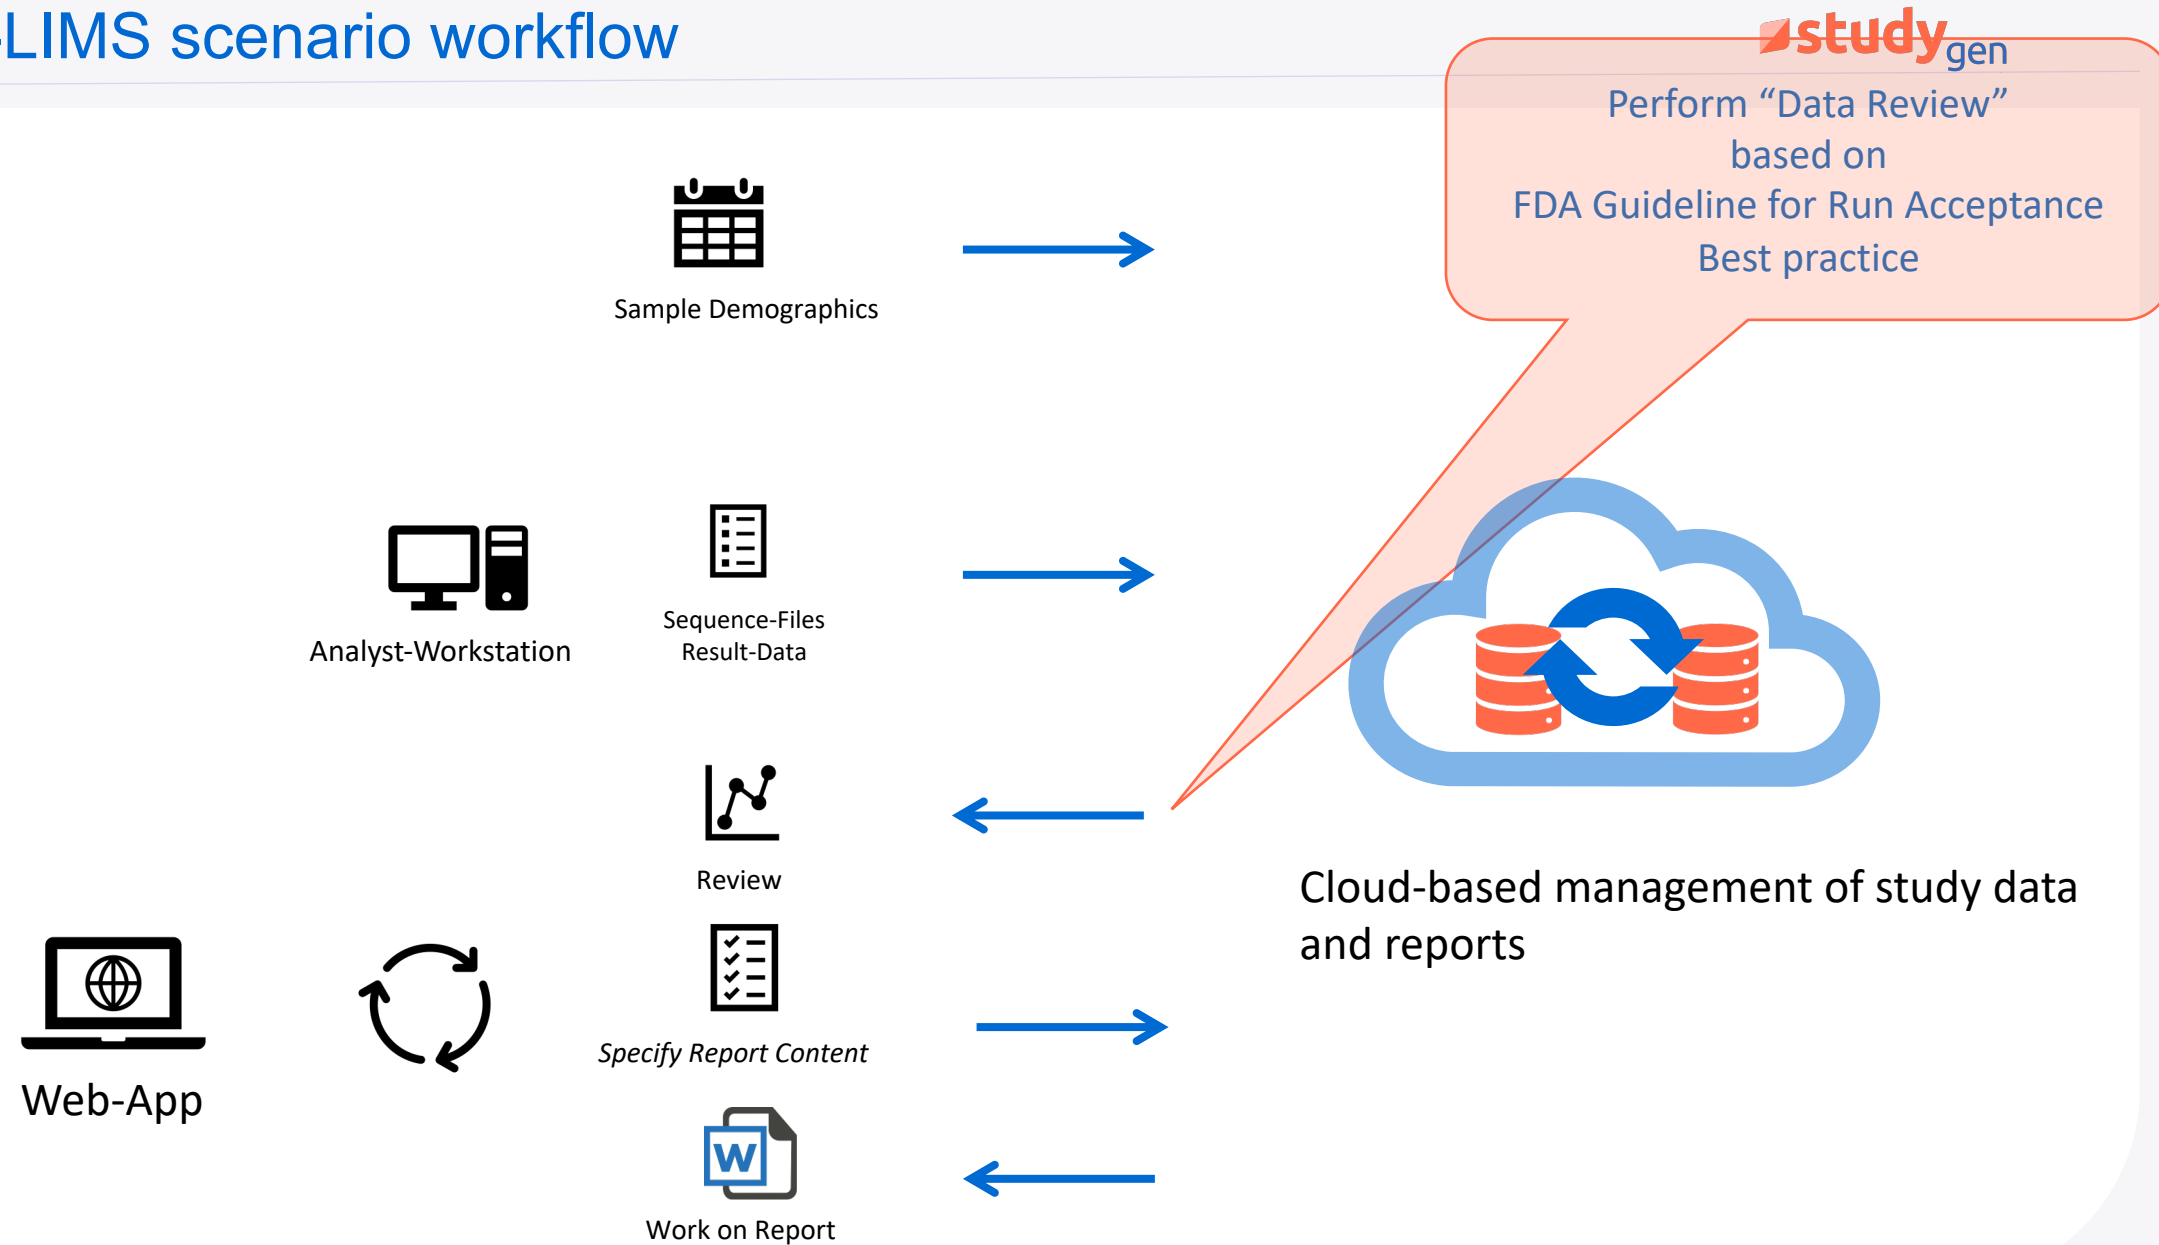 -LIMS scenario workflow
study gen
Perform “Data Review”
based on
FDA Guideline for Run Acceptance
Best practice
Sample Demographics
Analyst-Workstation
Sequence-Files
Result-Data
Review
Cloud-based management of study data
and reports
Specify Report Content
Web-App
W
Work on Report